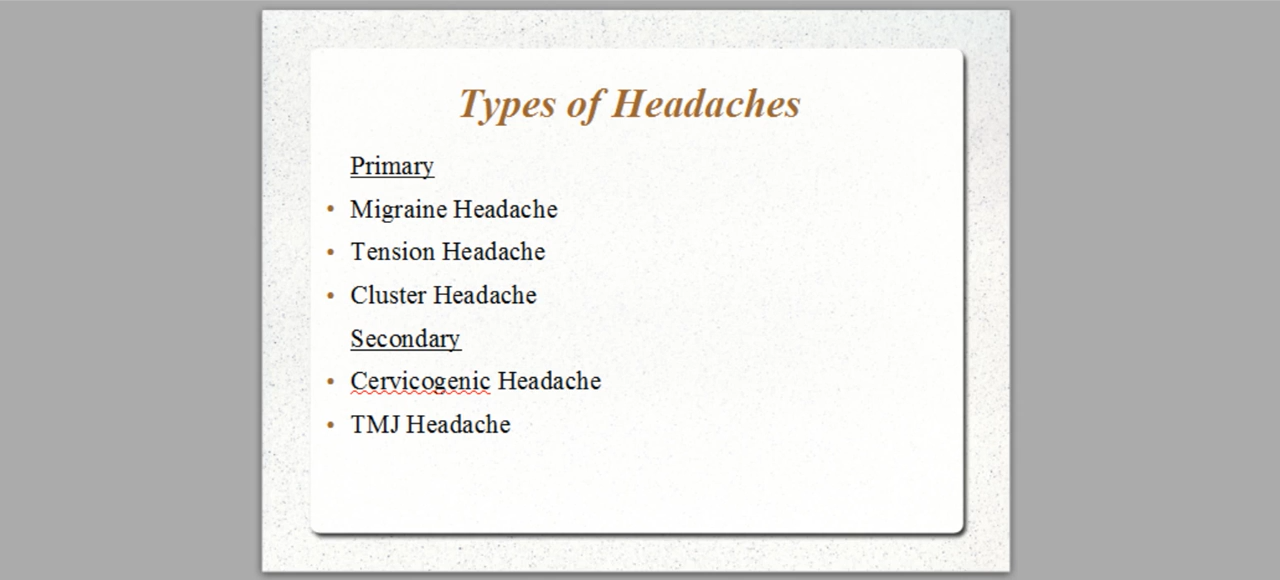 Types of Headaches
Primary
• Migraine Headache
• Tension Headache
• Cluster Headache
Secondary
• Cervicogenic Headache
• TMJ Headache